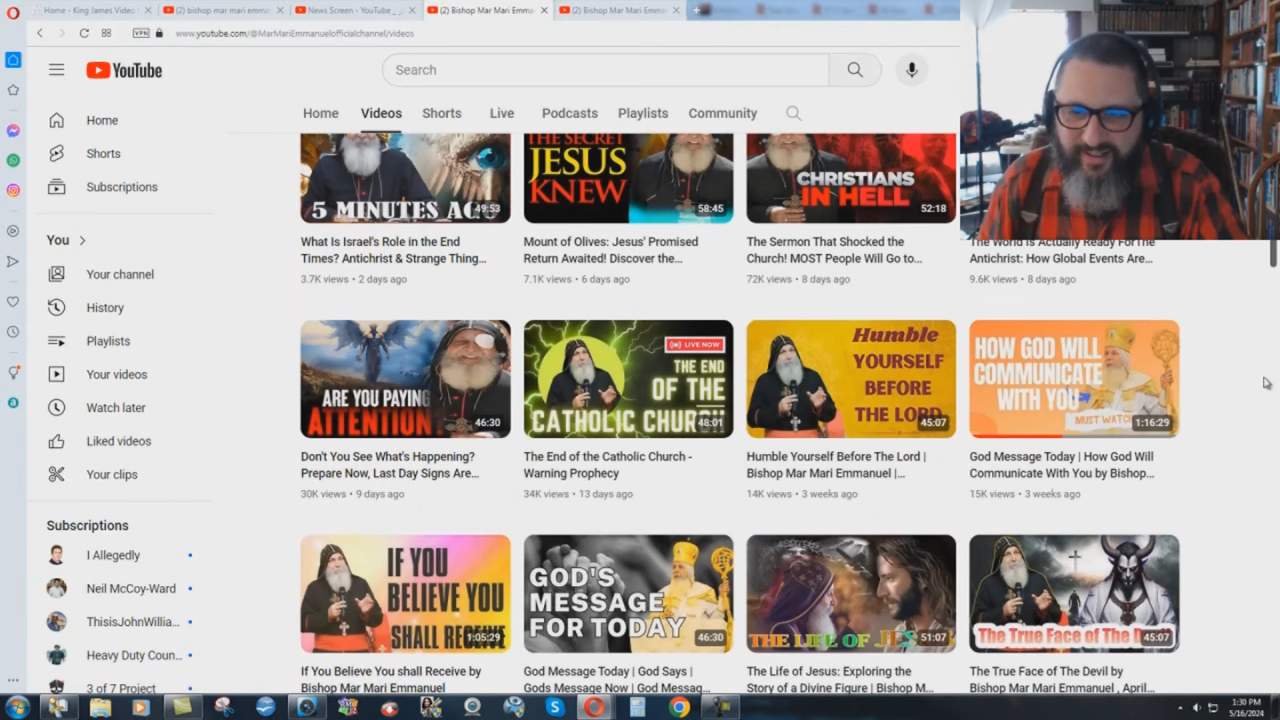 Home - King James Video
(2) bishop mar mari emma
News Screen - YouTube
(2) Bishop Mar Mari Emma
(2) Bishop Mar Mari Emma
VPN
www.youtube.com/@MarMariEmmanuelofficialchannel/videos
YouTube
Search
Home
Videos
Shorts
Live
Podcasts
Playlists
Community
Home
Shorts
Subscriptions
You
Your channel
History
Playlists
Your videos
Watch later
Liked videos
Your clips
Subscriptions
I Allegedly
Neil McCoy-Ward
ThisisJohnWillia...
Heavy Duty Coun...
3 of 7 Project
5 MINUTES AG
49:53
What Is Israel's Role in the End
Times? Antichrist & Strange Thing...
3.7K views • 2 days ago
THE SECRET
JESUS
KNEW
58:45
Mount of Olives: Jesus' Promised
Return Awaited! Discover the...
7.1K views • 6 days ago
CHRISTIANS
IN HELL
52:18
The Sermon That Shocked the
Church! MOST People Will Go to...
72K views • 8 days ago
The World Is Actually Ready ForThe
Antichrist: How Global Events Are...
9.6K views • 8 days ago
ARE YOU PAYING
ATTENTION
46:30
Don't You See What's Happening?
Prepare Now, Last Day Signs Are...
30K views • 9 days ago
LIVE NOW
THE END
OF THE
CATHOLIC CHURCH
48:01
The End of the Catholic Church -
Warning Prophecy
34K views • 13 days ago
Humble
YOURSELF
BEFORE
THE LORD
45:07
Humble Yourself Before The Lord |
Bishop Mar Mari Emmanuel |...
14K views • 3 weeks ago
HOW GOD WILL
COMMUNICATE
WITH YOU
MUST WATCH
1:16:29
God Message Today | How God Will
Communicate With You by Bishop...
15K views • 3 weeks ago
IF YOU
BELIEVE YOU
SHALL RECEIVE
1:05:29
If You Believe You shall Receive by
Bishop Mar Mari Emmanuel
GOD'S
MESSAGE
FOR TODAY
46:30
God Message Today | God Says |
Gods Message Now | God Messag...
THE LIFE OF JES
51:07
The Life of Jesus: Exploring the
Story of a Divine Figure | Bishop M...
The True Face of The D
45:07
The True Face of The Devil by
Bishop Mar Mari Emmanuel , April...
1:30 PM
5/16/2024